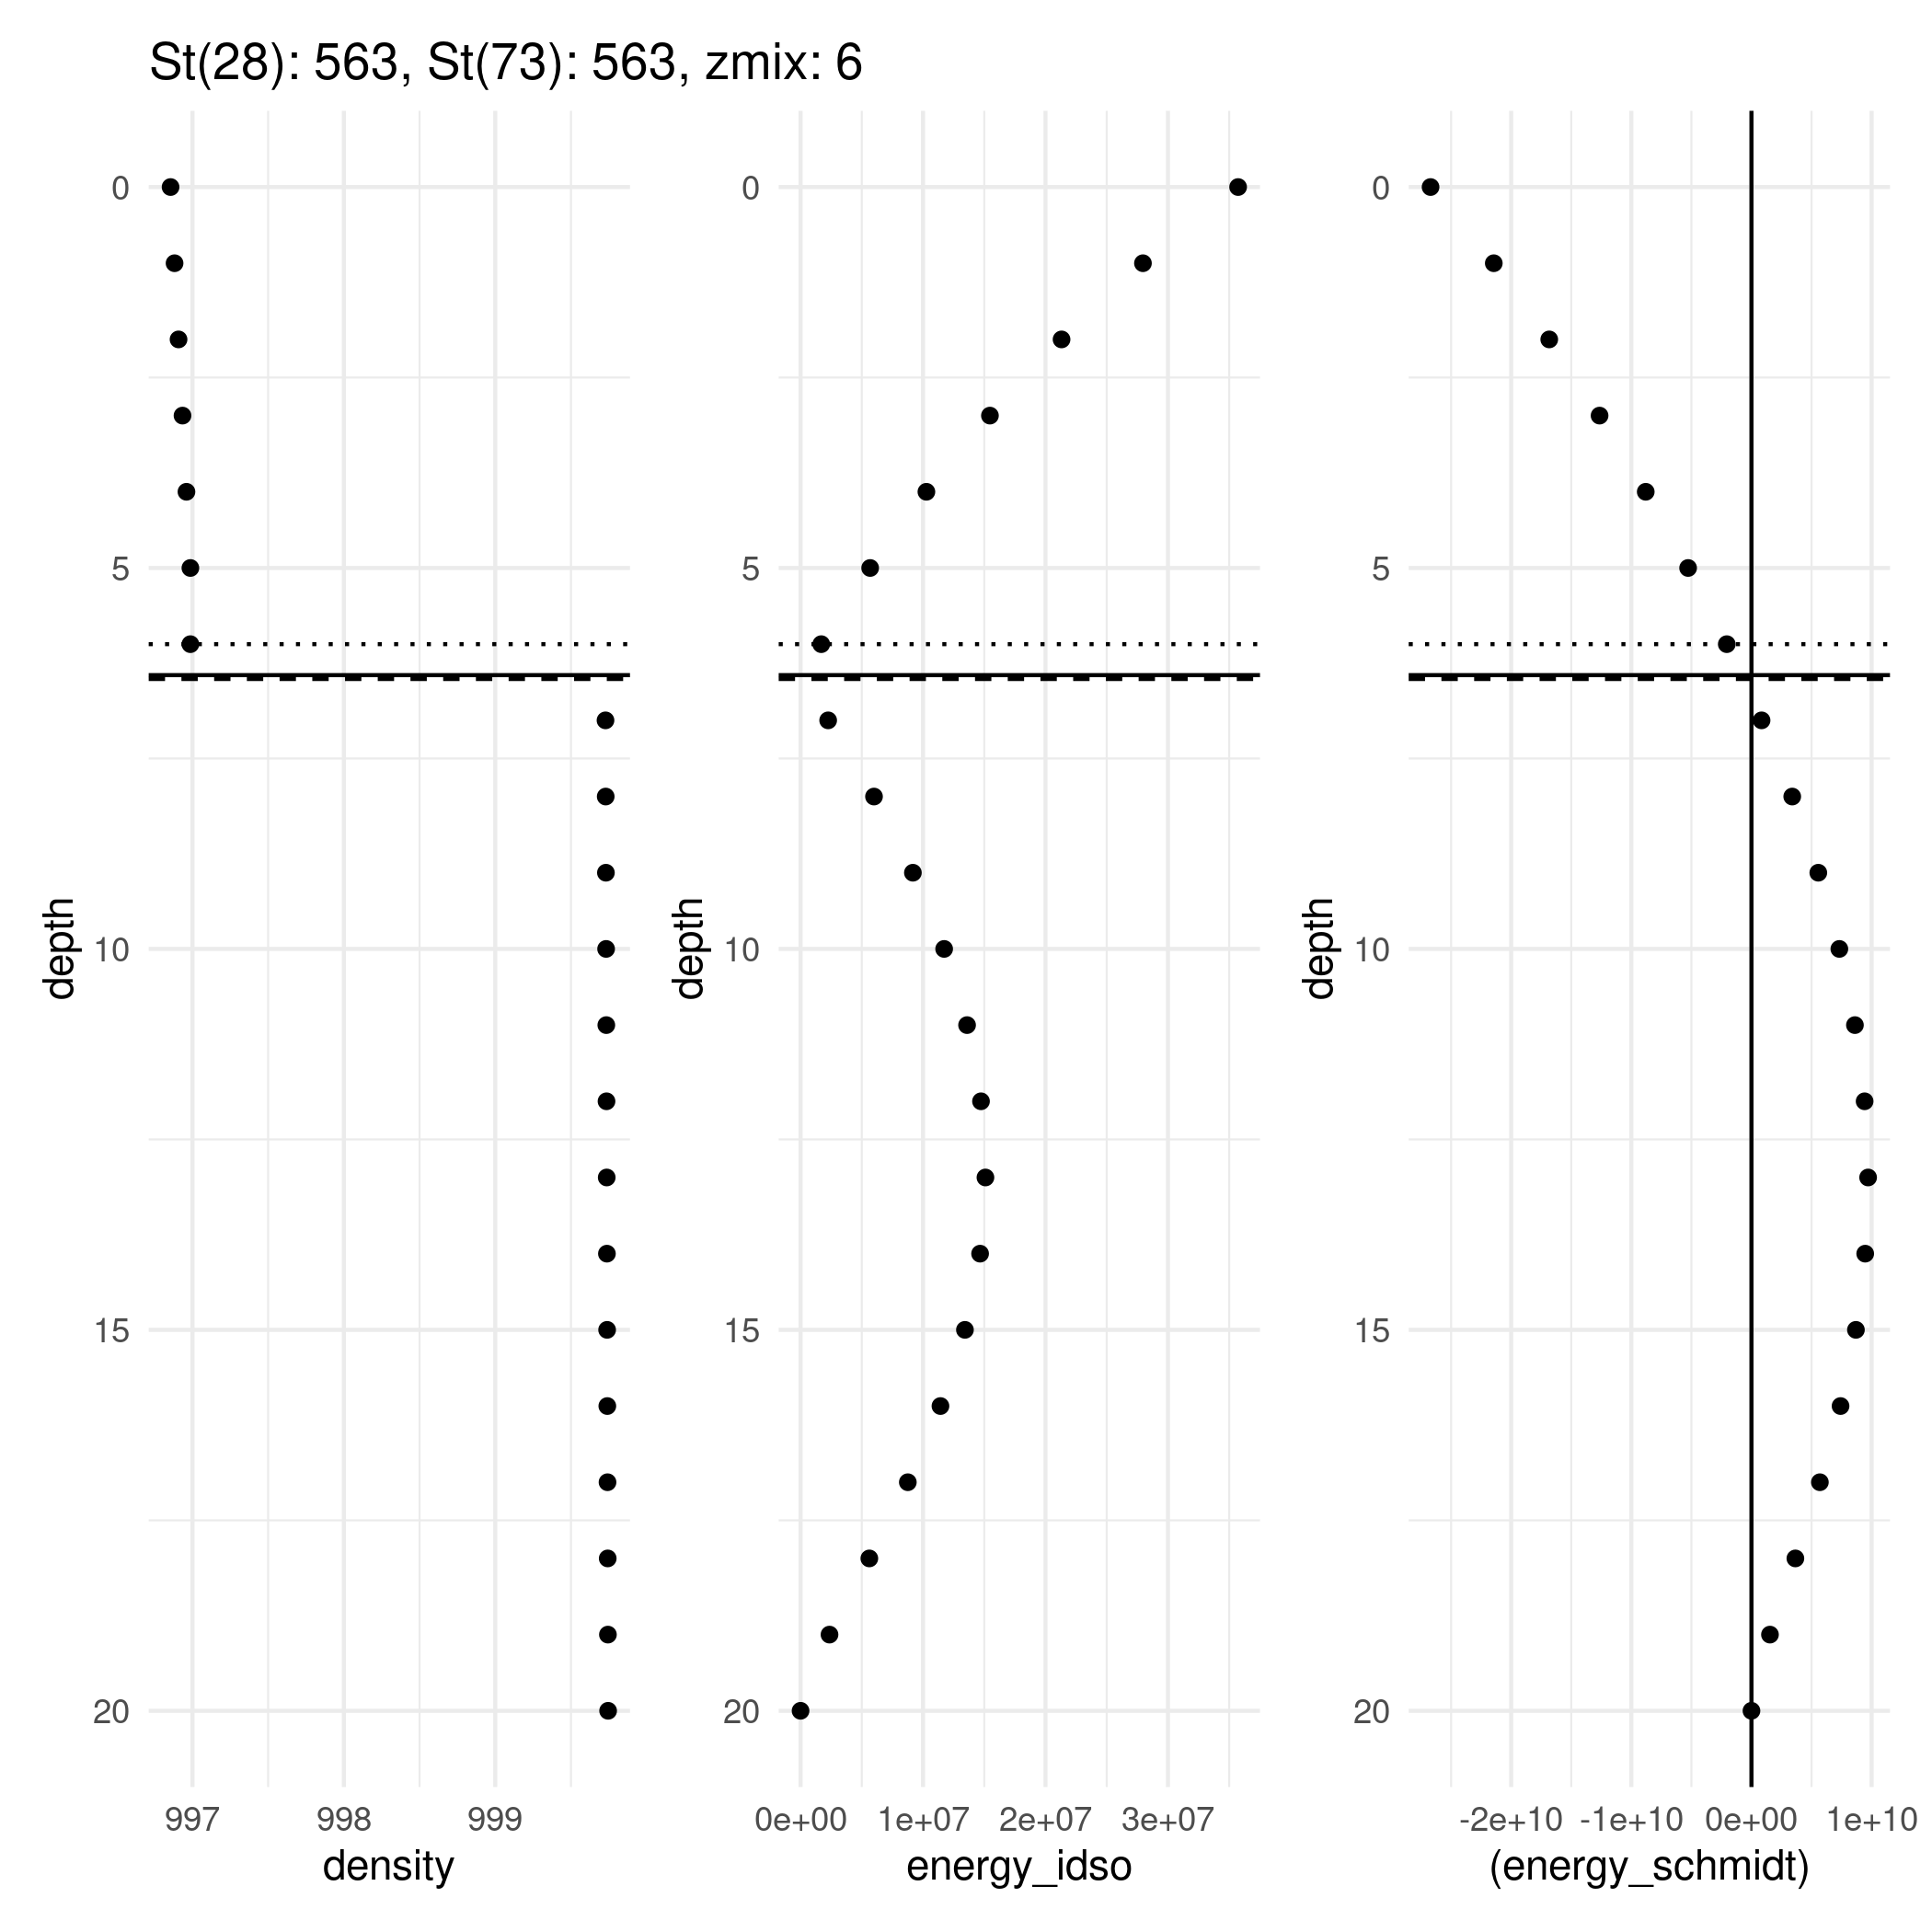 St(28): 563, St(73): 563, zmix: 6
0
5
10
15
20
depth
997
998
999
density
0
5
10
15
20
depth
0e+00
1e+07
2e+07
3e+07
energy_idso
0
5
10
15
20
depth
-2e+10
-1e+10
0e+00
1e+10
(energy_schmidt)